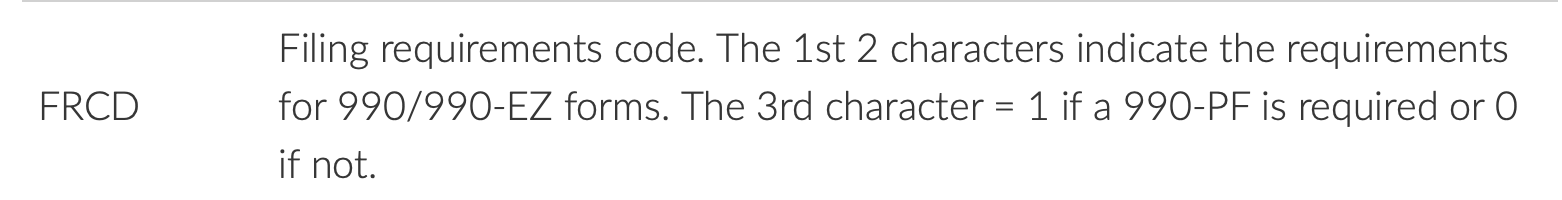 Filing requirements code. The 1st 2 characters indicate the requirements
FRCD for 990/990-EZ forms. The 3rd character = 1 if a 990-PF is required or 0
if not.